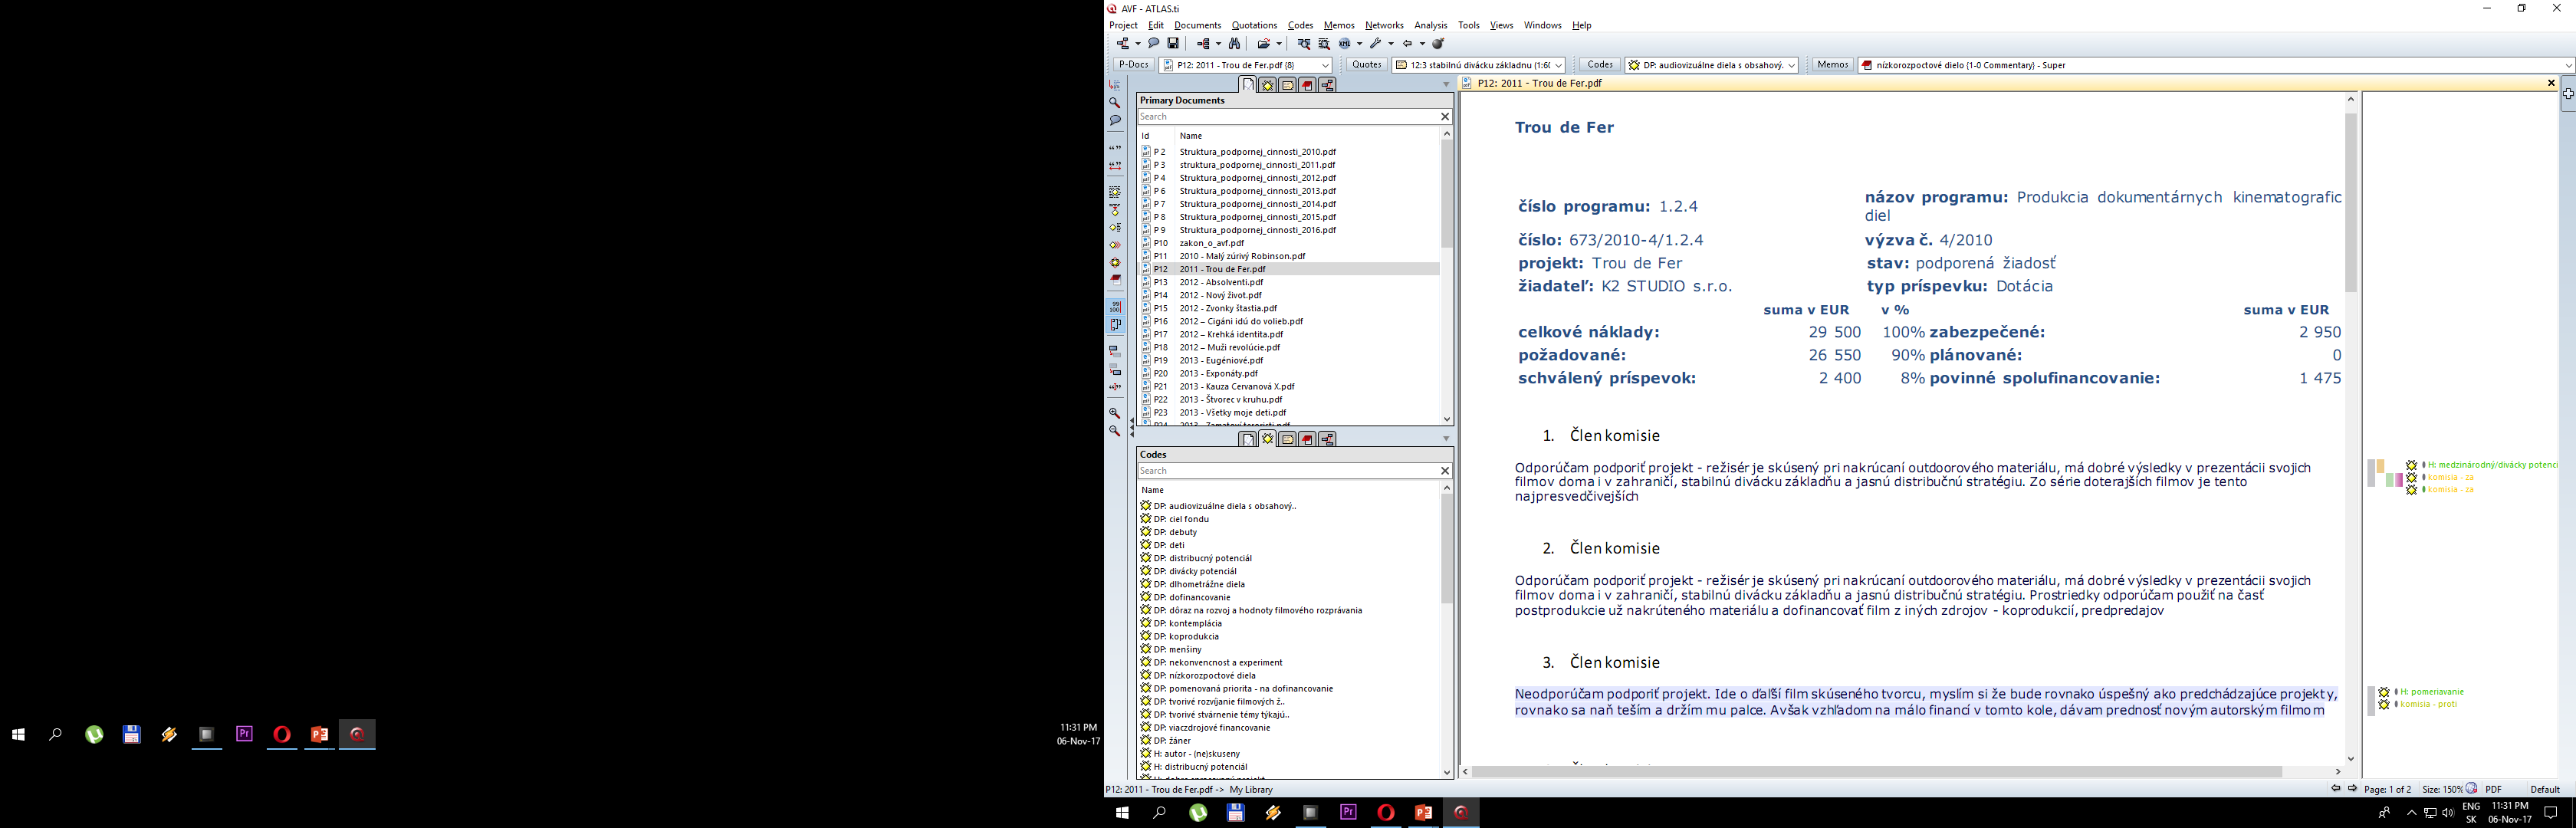 11:31 PM
06-Nov-17
AVF - ATLAS.ti
Project Edit Documents Quotations Codes Memos Networks Analysis Tools Views Windows Help
P-Docs P12: 2011 - Trou de Fer.pdf {8} Quotes 12:3 stabilnú divácku základnu (1:6( Codes DP: audiovizuálne diela s obsahový. Memos nízkorozpoctové dielo {1-0 Commentary} - Super
Primary Documents
Search
Id Name
P 2 Struktura_podpornej_cinnosti_2010.pdf
P 3 struktura_podpornej_cinnosti_2011.pdf
P 4 Struktura_podpornej_cinnosti_2012.pdf
P 6 Struktura_podpornej_cinnosti_2013.pdf
P 7 Struktura_podpornej_cinnosti_2014.pdf
P 8 Struktura_podpornej_cinnosti_2015.pdf
P 9 Struktura_podpornej_cinnosti_2016.pdf
P10 zakon_o_avf.pdf
P11 2010 - Malý zúrivý Robinson.pdf
P12 2011 - Trou de Fer.pdf
P13 2012 - Absolventi.pdf
P14 2012 - Nový život.pdf
P15 2012 - Zvonky štastia.pdf
P16 2012 – Cigáni idú do volieb.pdf
P17 2012 – Krehká identita.pdf
P18 2012 – Muži revolúcie.pdf
P19 2013 - Eugéniové.pdf
P20 2013 - Exponáty.pdf
P21 2013 - Kauza Cervanová X.pdf
P22 2013 - Štvorec v kruhu.pdf
P23 2013 - Všetky moje deti.pdf
P24 2013 - Zamatoví teroristi.pdf
Codes
Search
Name
DP: audiovizuálne diela s obsahový..
DP: ciel fondu
DP: debuty
DP: deti
DP: distribucný potenciál
DP: divácky potenciál
DP: dlhometrážne diela
DP: dofinancovanie
DP: dôraz na rozvoj a hodnoty filmového rozprávania
DP: kontemplácia
DP: koprodukcia
DP: menšiny
DP: nekonvencnost a experiment
DP: nízkorozpoctové diela
DP: pomenovaná priorita - na dofinancovanie
DP: tvorivé rozvíjanie filmových ž..
DP: tvorivé stvárnenie témy týkajú..
DP: viaczdrojové financovanie
DP: žáner
H: autor - (ne)skuseny
H: distribucný potenciál
P12: 2011 - Trou de Fer.pdf
Trou de Fer
číslo programu: 1.2.4 názov programu: Produkcia dokumentárnych kinematografic
diel
číslo: 673/2010-4/1.2.4 výzva č. 4/2010
projekt: Trou de Fer stav: podporená žiadosť
žiadateľ: K2 STUDIO s.r.o. typ príspevku: Dotácia
suma v EUR v % suma v EUR
celkové náklady: 29 500 100% zabezpečené: 2 950
požadované: 26 550 90% plánované: 0
schválený príspevok: 2 400 8% povinné spolufinancovanie: 1 475
1. Člen komisie
Odporúčam podporiť projekt - režisér je skúsený pri nakrúcaní outdoorového materiálu, má dobré výsledky v prezentácii svojich
filmov doma i v zahraničí, stabilnú divácku základňu a jasnú distribučnú stratégiu. Zo série doterajších filmov je tento
najpresvedčivejších
2. Člen komisie
Odporúčam podporiť projekt - režisér je skúsený pri nakrúcaní outdoorového materiálu, má dobré výsledky v prezentácii svojich
filmov doma i v zahraničí, stabilnú divácku základňu a jasnú distribučnú stratégiu. Prostriedky odporúčam použiť na časť
postprodukcie už nakrúteného materiálu a dofinancovať film z iných zdrojov - koprodukcií, predpredajov
3. Člen komisie
Neodporúčam podporiť projekt. Ide o ďalší film skúseného tvorcu, myslím si že bude rovnako úspešný ako predchádzajúce projekty,
rovnako sa naň teším a držím mu palce. Avšak vzhľadom na málo financí v tomto kole, dávam prednosť novým autorským filmom
H: medzinárodný/divácky potenci
komisia - za
komisia - za
H: pomeriavanie
komisia - proti
P12: 2011 - Trou de Fer.pdf -> My Library
Page: 1 of 2 Size: 150% PDF Default
ENG 11:31 PM
SK 06-Nov-17